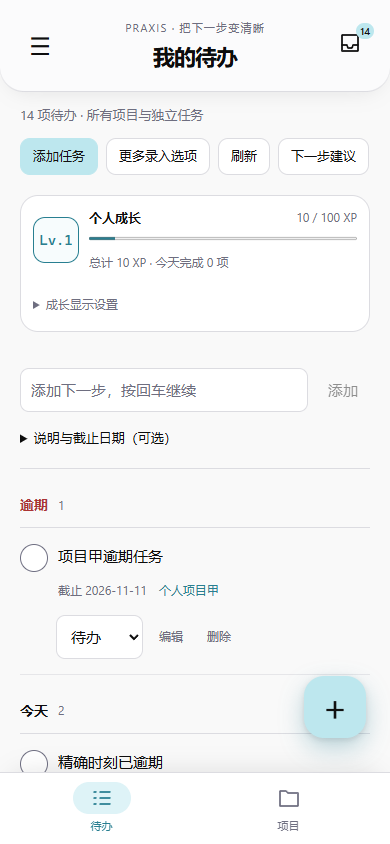 PRAXIS · 把下一步变清晰
我的待办
14
14 项待办 · 所有项目与独立任务
添加任务
更多录入选项
刷新
下一步建议
Lv.1
个人成长
10 / 100 XP
总计 10 XP · 今天完成 0 项
成长显示设置
添加下一步，按回车继续
添加
说明与截止日期（可选）
逾期 1
项目甲逾期任务
截止 2026-11-11 个人项目甲
待办
编辑
删除
今天 2
精确时刻已逾期
待办
项目